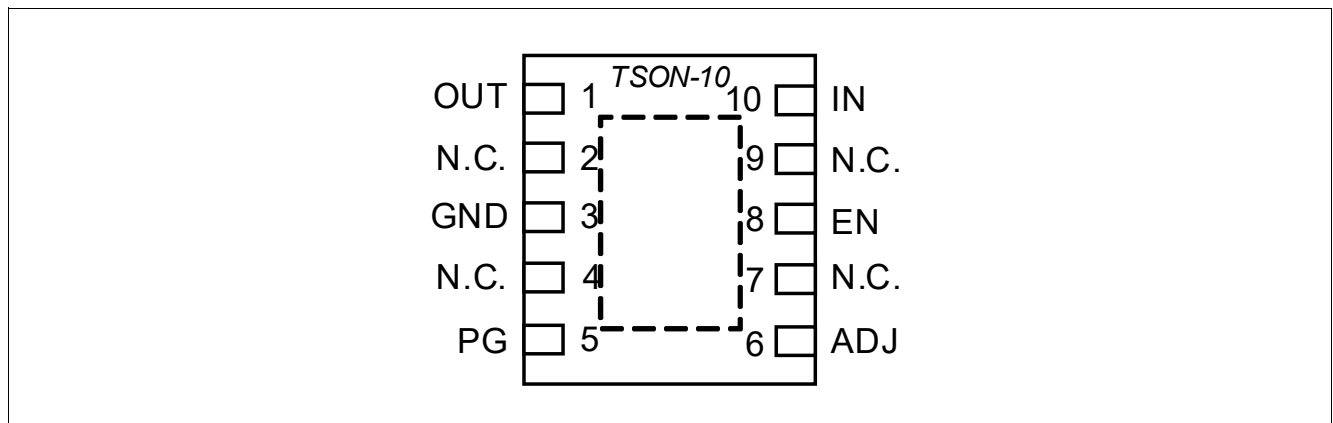 TSON-10
OUT 1 10 IN
N.C. 2 9 N.C.
GND 3 8 EN
N.C. 4 7 N.C.
PG 5 6 ADJ